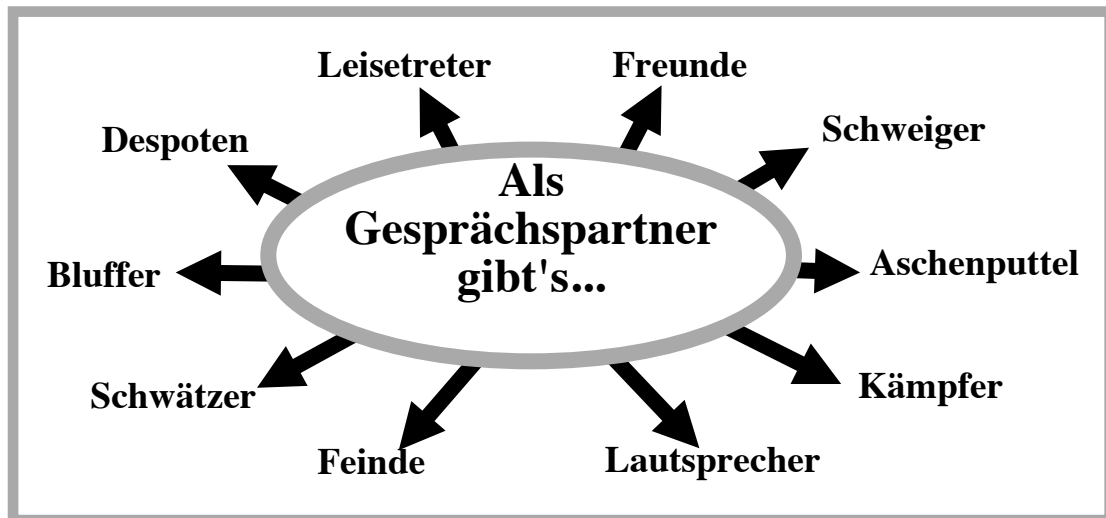 Leisetreter
Freunde
Despoten
Schweiger
Als
Gesprächspartner
gibt's...
Bluffer
Aschenputtel
Schwätzer
Kämpfer
Feinde
Lautsprecher